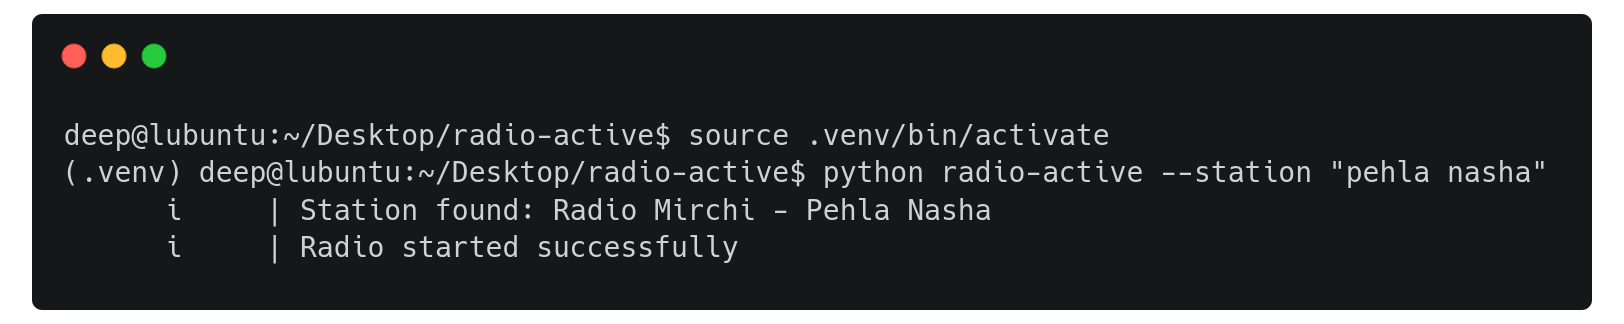 deep@lubuntu:~/Desktop/radio-active$ source .venv/bin/activate
(.venv) deep@lubuntu:~/Desktop/radio-active$ python radio-active --station "pehla nasha"
      i     | Station found: Radio Mirchi - Pehla Nasha
      i     | Radio started successfully